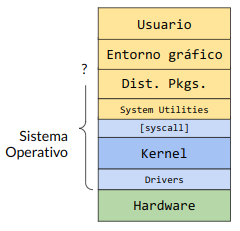 Usuario
Entorno gráfico
?
Dist. Pkgs.
System Utilities
[syscall]
Sistema
Operativo
Kernel
Drivers
Hardware